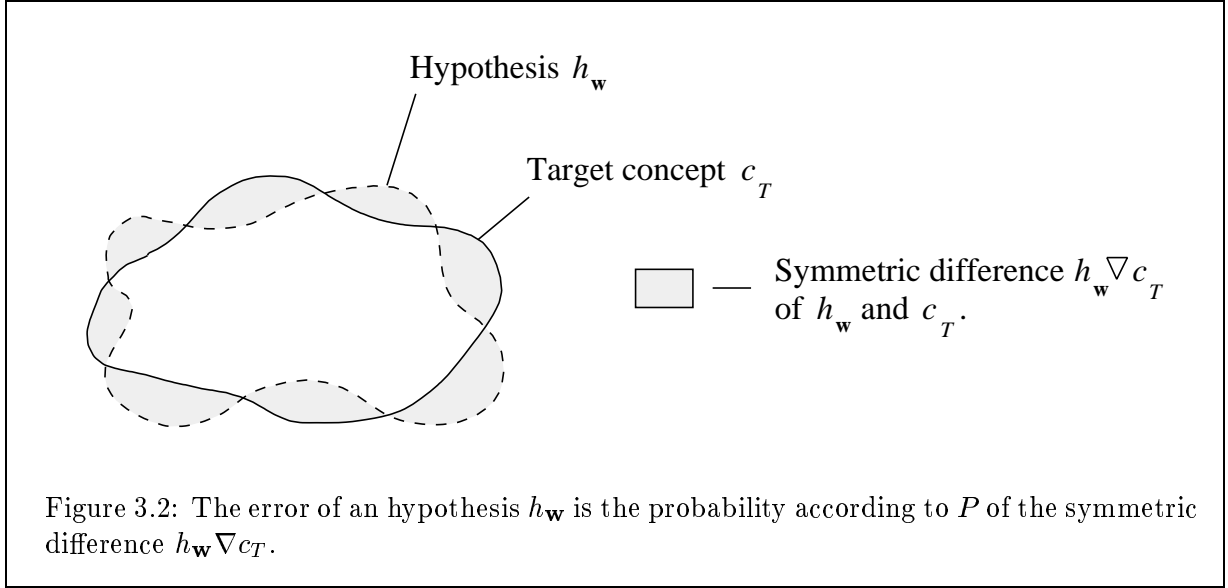 Hypothesis h_w
Target concept c_T
Symmetric difference h_w ∇ c_T
of h_w and c_T.
Figure 3.2: The error of an hypothesis h_w is the probability according to P of the symmetric
difference h_w∇c_T.